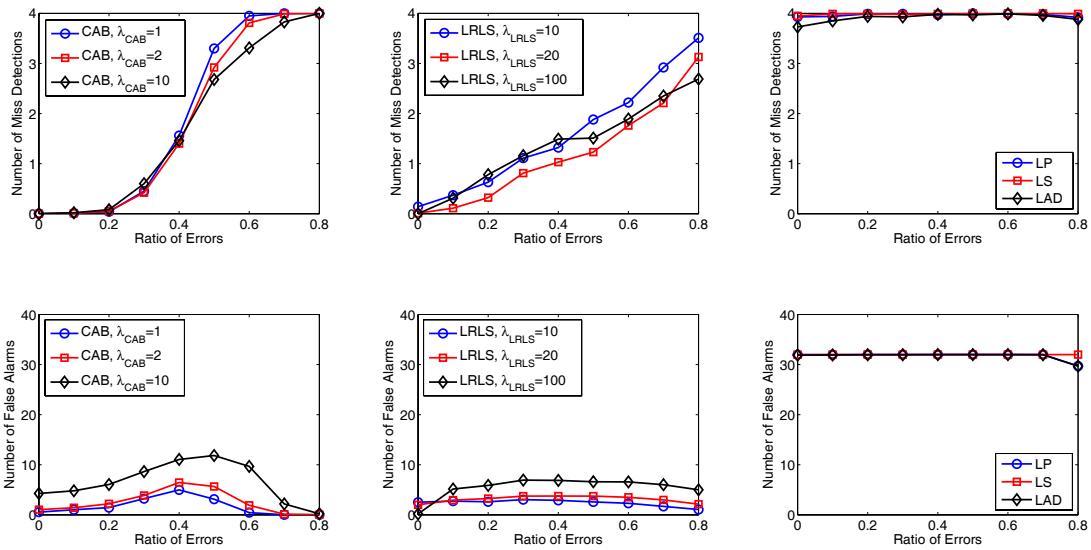 Number of Miss Detections
4
3
2
1
0
0
0.2
0.4
0.6
0.8
Ratio of Errors
CAB, λCAB=1
CAB, λCAB=2
CAB, λCAB=10
Number of Miss Detections
4
3
2
1
0
0
0.2
0.4
0.6
0.8
Ratio of Errors
LRLS, λLRLS=10
LRLS, λLRLS=20
LRLS, λLRLS=100
Number of Miss Detections
4
3
2
1
0
0
0.2
0.4
0.6
0.8
Ratio of Errors
LP
LS
LAD
Number of False Alarms
40
30
20
10
0
0
0.2
0.4
0.6
0.8
Ratio of Errors
CAB, λCAB=1
CAB, λCAB=2
CAB, λCAB=10
Number of False Alarms
40
30
20
10
0
0
0.2
0.4
0.6
0.8
Ratio of Errors
LRLS, λLRLS=10
LRLS, λLRLS=20
LRLS, λLRLS=100
Number of False Alarms
40
30
20
10
0
0
0.2
0.4
0.6
0.8
Ratio of Errors
LP
LS
LAD